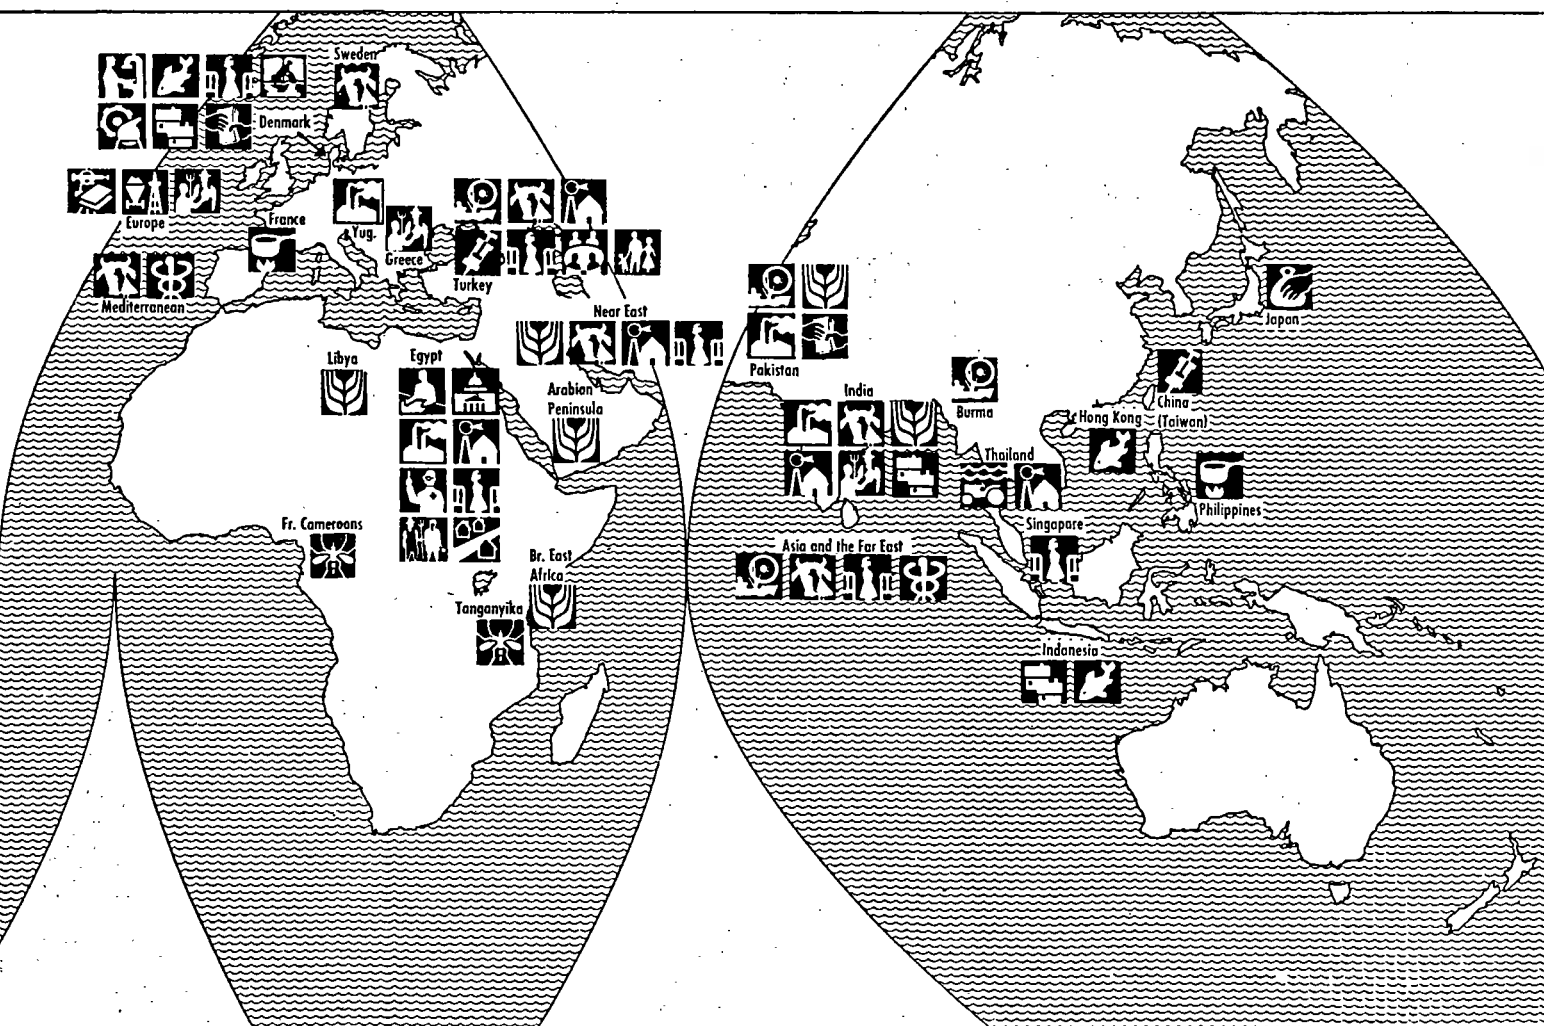 Sweden
Denmark
Europe
France
Yug.
Greece
Turkey
Mediterranean
Near East
Libya
Egypt
Arabian
Peninsula
Fr. Cameroons
Br. East
Africa
Tanganyika
Pakistan
India
Burma
Japan
China
(Taiwan)
Hong Kong
Thailand
Philippines
Singapore
Asia and the Far East
Indonesia